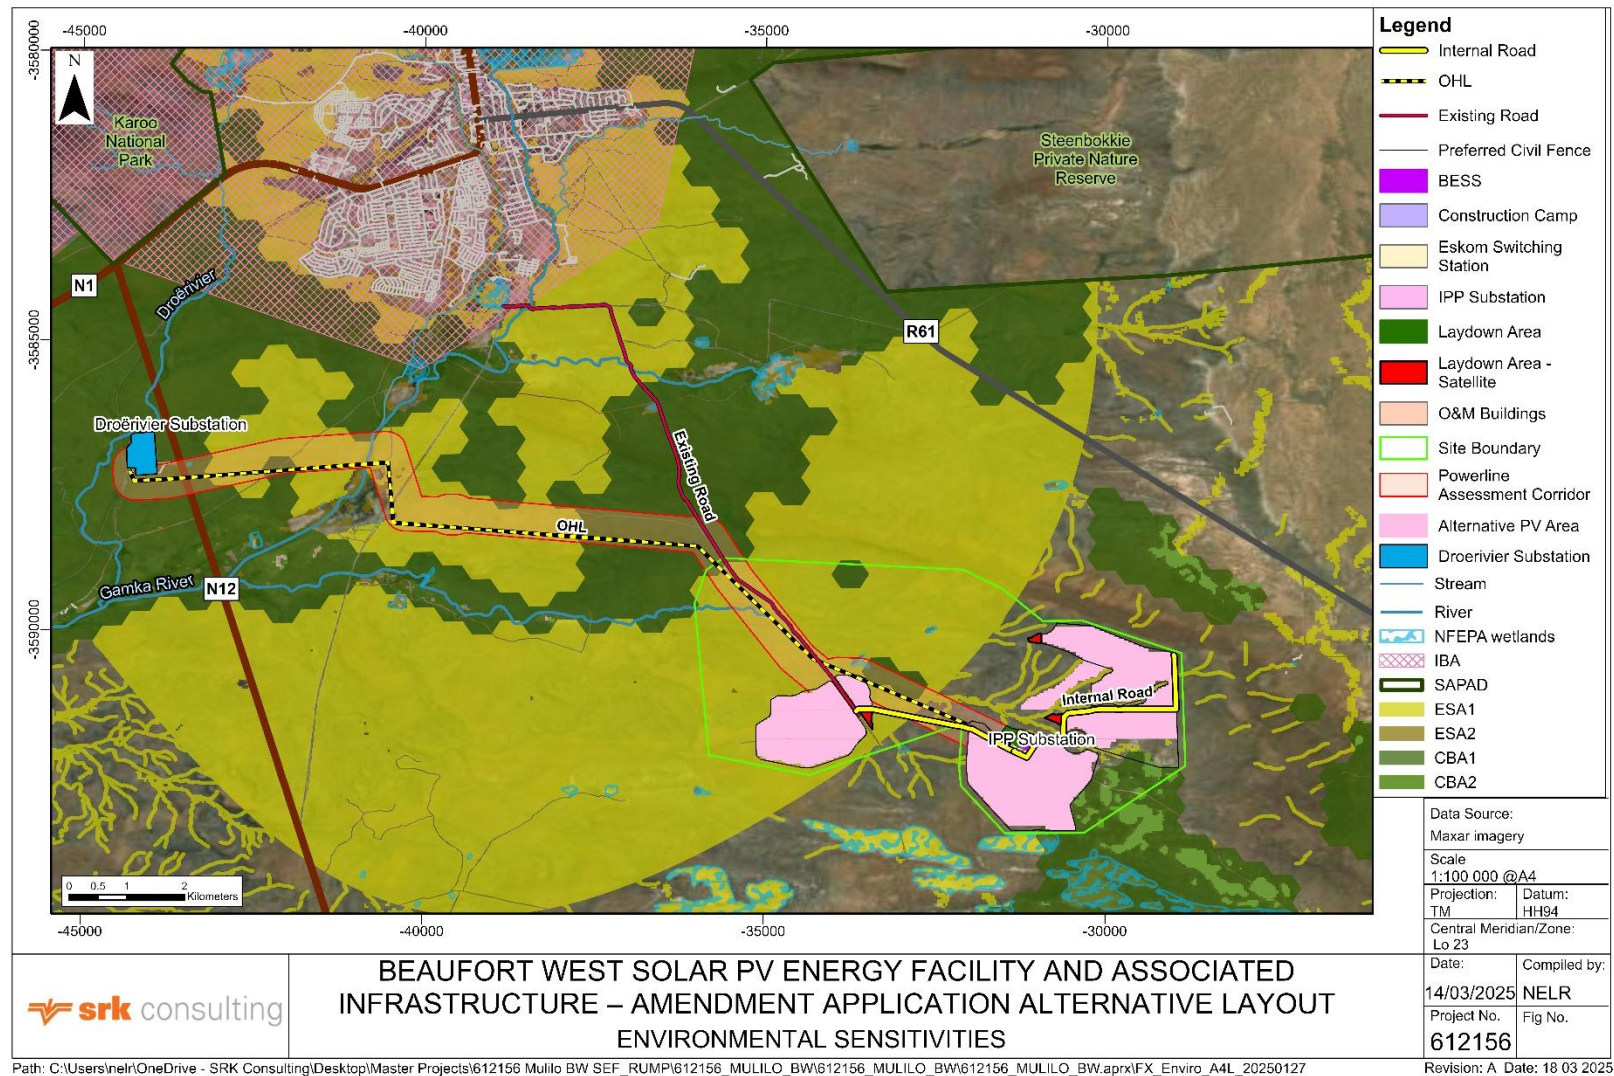 -45000
-40000
-35000
-30000
-3580000
-3585000
-3590000
N
Karoo
National
Park
Steenbokkie
Private Nature
Reserve
N1
Droërivier
R61
Droërivier Substation
Existing Road
OHL
Gamka River
N12
Internal Road
IPP Substation
0 0.5 1 2
Kilometers
-45000
-40000
-35000
-30000
Legend
Internal Road
OHL
Existing Road
Preferred Civil Fence
BESS
Construction Camp
Eskom Switching
Station
IPP Substation
Laydown Area
Laydown Area -
Satellite
O&M Buildings
Site Boundary
Powerline
Assessment Corridor
Alternative PV Area
Droerivier Substation
Stream
River
NFEPA wetlands
IBA
SAPAD
ESA1
ESA2
CBA1
CBA2
Data Source:
Maxar imagery
Scale
1:100 000 @A4
Projection:
TM
Datum:
HH94
Central Meridian/Zone:
Lo 23
Date:
14/03/2025
Compiled by:
NELR
Project No.
612156
Fig No.
srk consulting
BEAUFORT WEST SOLAR PV ENERGY FACILITY AND ASSOCIATED
INFRASTRUCTURE – AMENDMENT APPLICATION ALTERNATIVE LAYOUT
ENVIRONMENTAL SENSITIVITIES
Path: C:\Users\nelr\OneDrive - SRK Consulting\Desktop\Master Projects\612156 Mulilo BW SEF_RUMP\612156_MULILO_BW\612156_MULILO_BW\612156_MULILO_BW.aprx\FX_Enviro_A4L_20250127
Revision: A Date: 18 03 2025